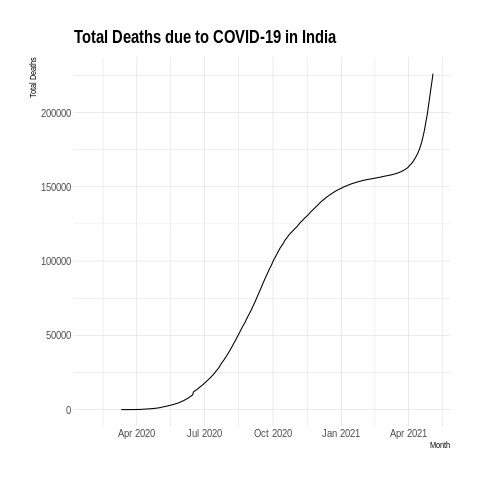 Total Deaths due to COVID-19 in India
Total Deaths
200000
150000
100000
50000
0
Apr 2020 Jul 2020 Oct 2020 Jan 2021 Apr 2021
Month